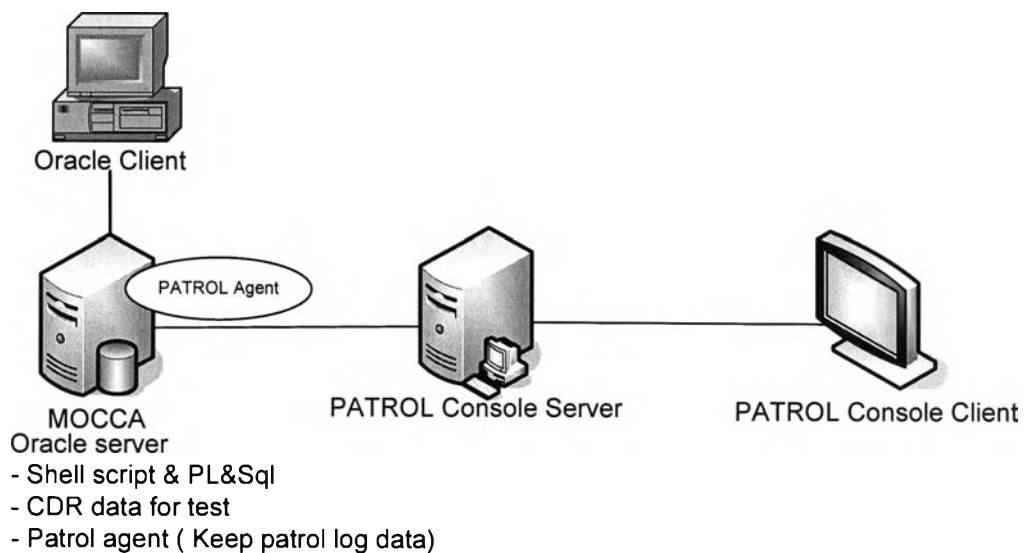 Oracle Client
PATROL Agent
MOCCA
Oracle server
PATROL Console Server
PATROL Console Client
- Shell script & PL&Sql
- CDR data for test
- Patrol agent ( Keep patrol log data)